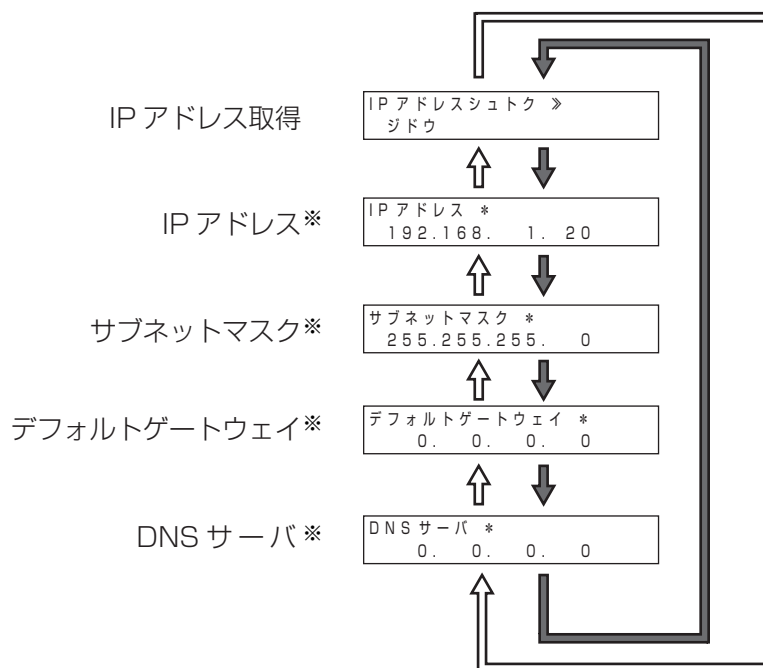 IP アドレス取得
IP アドレスシュトク 》
ジドウ
IP アドレス※
IP アドレス *
192.168. 1. 20
サブネットマスク※
サブネットマスク *
255.255.255. 0
デフォルトゲートウェイ※
デフォルトゲートウェイ *
0. 0. 0. 0
DNS サーバ※
DNS サーバ *
0. 0. 0. 0